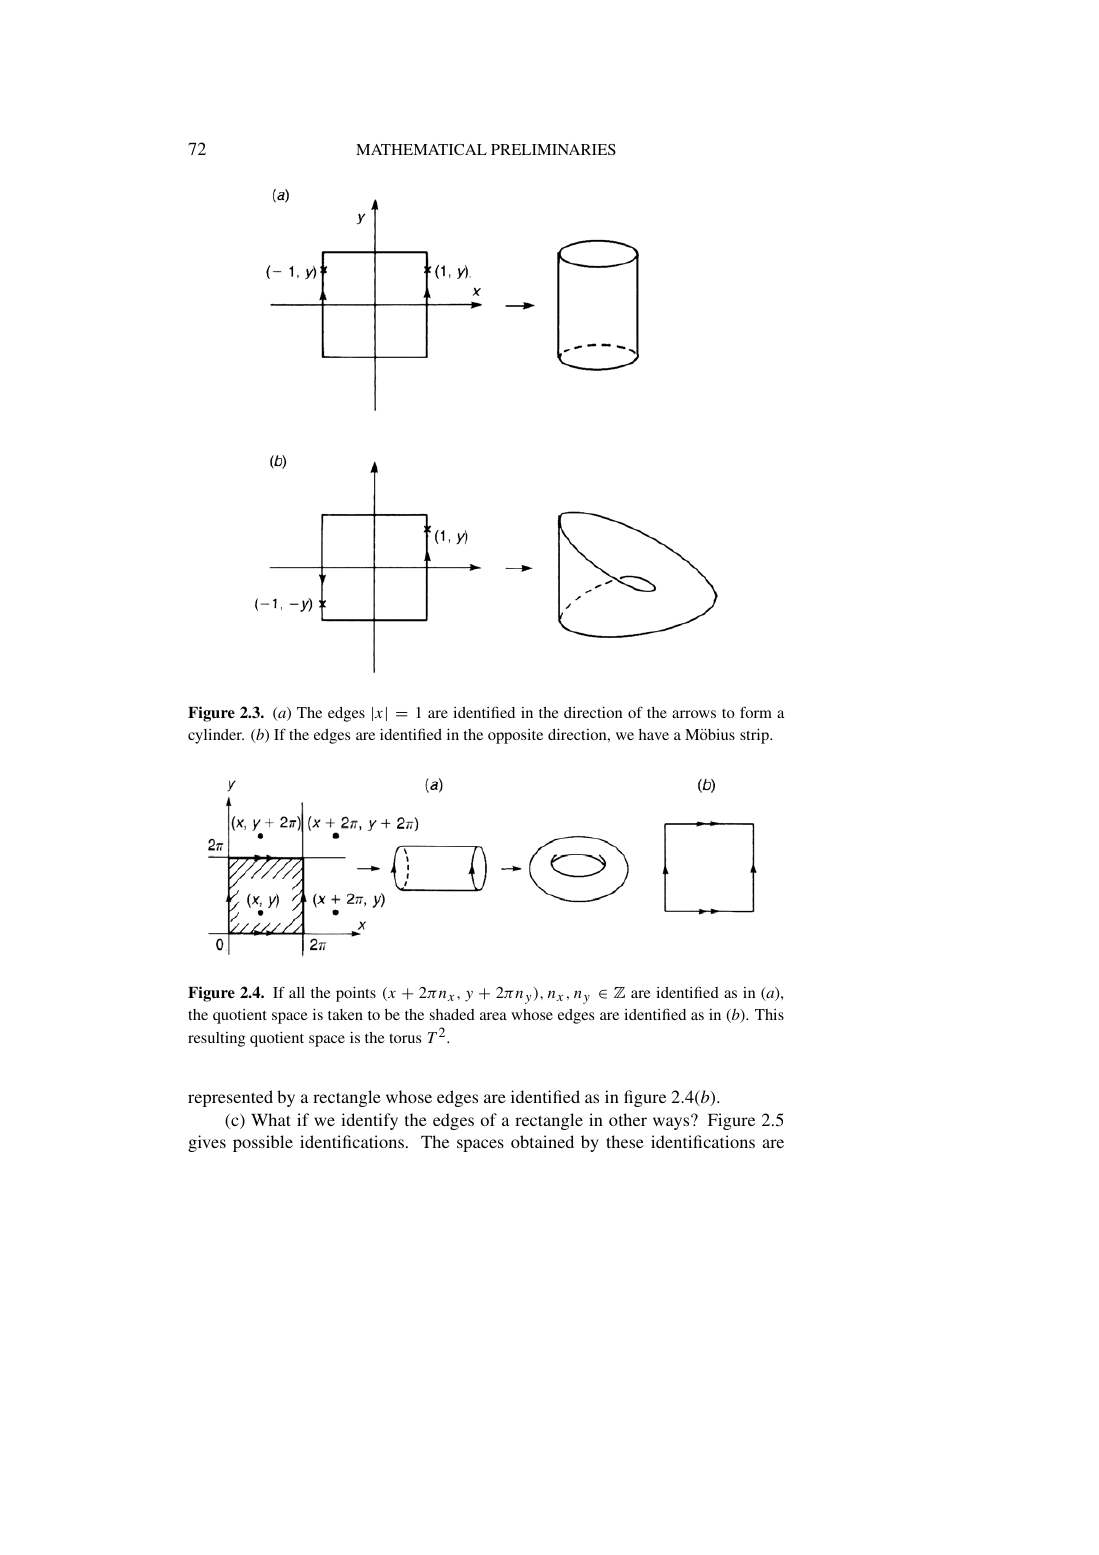 72 MATHEMATICAL PRELIMINARIES
(a)
y
(− 1, y)
(1, y).
x
(b)
(1, y)
(−1, −y)
Figure 2.3. (a) The edges |x| = 1 are identified in the direction of the arrows to form a
cylinder. (b) If the edges are identified in the opposite direction, we have a Möbius strip.
y
(a)
(b)
(x, y + 2π) (x + 2π, y + 2π)
2π
(x, y) (x + 2π, y)
x
0 2π
Figure 2.4. If all the points (x + 2πnₓ, y + 2πn_y), nₓ, n_y ∈ ℤ are identified as in (a),
the quotient space is taken to be the shaded area whose edges are identified as in (b). This
resulting quotient space is the torus T².
represented by a rectangle whose edges are identified as in figure 2.4(b).
(c) What if we identify the edges of a rectangle in other ways? Figure 2.5
gives possible identifications. The spaces obtained by these identifications are